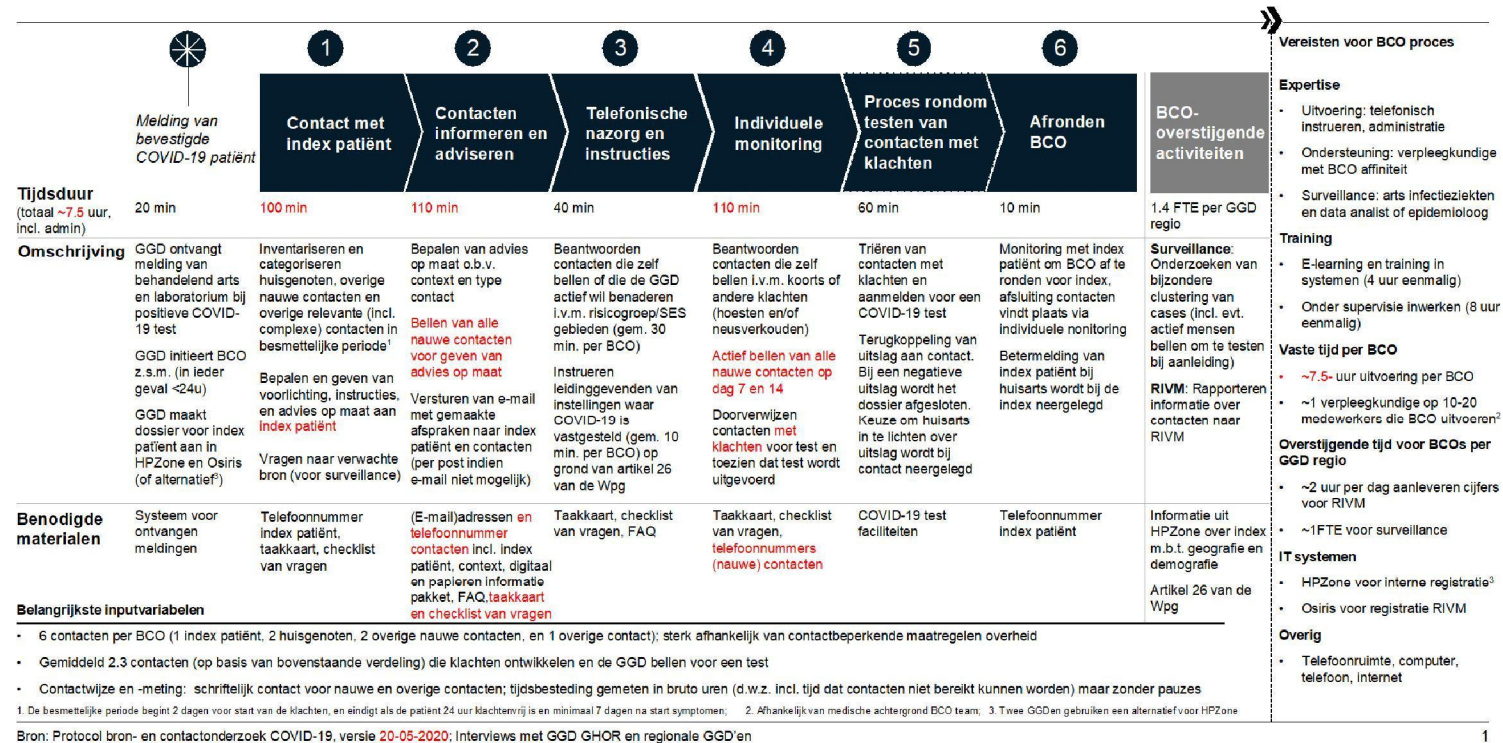 1
2
3
4
5
6
Melding van
bevestigde
COVID-19 patiënt
Contact met
index patiënt
Contacten
informeren en
adviseren
Telefonische
nazorg en
instructies
Individuele
monitoring
Proces rondom
testen van
contacten met
klachten
Afronden
BCO
BCO-
overstijgende
activiteiten
Tijdsduur
(totaal ~7.5 uur,
incl. admin)
20 min
100 min
110 min
40 min
110 min
60 min
10 min
1.4 FTE per GGD
regio
Omschrijving
GGD ontvangt
melding van
behandelend arts
en laboratorium bij
positieve COVID-
19 test
GGD initieert BCO
z.s.m. (in ieder
geval <24u)
GGD maakt
dossier voor index
patïent aan in
HPZone en Osiris
(of alternatief³)
Inventariseren en
categoriseren
huisgenoten, overige
nauwe contacten en
overige relevante (incl.
complexe) contacten in
besmettelijke periode¹
Bepalen en geven van
voorlichting, instructies,
en advies op maat aan
index patiënt
Vragen naar verwachte
bron (voor surveillance)
Bepalen van advies
op maat o.b.v.
context en type
contact
Bellen van alle
nauwe contacten
voor geven van
advies op maat
Versturen van e-mail
met gemaakte
afspraken naar index
patiënt en contacten
(per post indien
e-mail niet mogelijk)
Beantwoorden
contacten die zelf
bellen of die de GGD
actief wil benaderen
i.v.m. risicogroep/SES
gebieden (gem. 30
min. per BCO)
Instrueren
leidinggevenden van
instellingen waar
COVID-19 is
vastgesteld (gem. 10
min. per BCO) op
grond van artikel 26
van de Wpg
Beantwoorden
contacten die zelf
bellen i.v.m. koorts of
andere klachten
(hoesten en/of
neusverkouden)
Actief bellen van alle
nauwe contacten op
dag 7 en 14
Doorverwijzen
contacten met
klachten voor test en
toezien dat test wordt
uitgevoerd
Triëren van
contacten met
klachten en
aanmelden voor een
COVID-19 test
Terugkoppeling van
uitslag aan contact.
Bij een negatieve
uitslag wordt het
dossier afgesloten.
Keuze om huisarts
in te lichten over
uitslag wordt bij
contact neergelegd
Monitoring met index
patiënt om BCO af te
ronden voor index,
afsluiting contacten
vindt plaats via
individuele nonitoring
Betermelding van
index patiënt bij
huisarts wordt bij de
index neergelegd
Surveillance:
Onderzoeken van
bijzondere
clustering van
cases (incl. evt.
actief mensen
bellen om te testen
bij aanleiding)
RIVM: Rapporteren
informatie over
contacten naar
RIVM
Benodigde
materialen
Systeem voor
ontvangen
meldingen
Telefoonnummer
index patiënt,
taakkaart, checklist
van vragen
(E-mail)adressen en
telefoonnummer
contacten incl. index
patiënt, context, digitaal
en papieren informatie
pakket, FAQ,taakkaart
en checklist van vragen
Taakkaart, checklist
van vragen, FAQ
Taakkaart, checklist
van vragen,
telefoonnummers
(nauwe) contacten
COVID-19 test
faciliteiten
Telefoonnummer
index patiënt
Informatie uit
HPZone over index
m.b.t. geografie en
demografie
Artikel 26 van de
Wpg
Belangrijkste inputvariabelen
• 6 contacten per BCO (1 index patiënt, 2 huisgenoten, 2 overige nauwe contacten, en 1 overige contact); sterk afhankelijk van contactbeperkende maatregelen overheid
• Gemiddeld 2.3 contacten (op basis van bovenstaande verdeling) die klachten ontwikkelen en de GGD bellen voor een test
• Contactwijze en -meting: schriftelijk contact voor nauwe en overige contacten; tijdsbesteding gemeten in bruto uren (d.w.z. incl. tijd dat contacten niet bereikt kunnen worden) maar zonder pauzes
1. De besmettelijke periode begint 2 dagen voor start van de klachten, en eindigt als de patiënt 24 uur klachtenvrij is en minimaal 7 dagen na start symptomen; 2. Afhankelijk van medische achtergrond BCO team; 3. Twee GGDen gebruiken een alternatief voor HPZone
Bron: Protocol bron- en contactonderzoek COVID-19, versie 20-05-2020; Interviews met GGD GHOR en regionale GGD'en
Vereisten voor BCO proces
Expertise
• Uitvoering: telefonisch
instrueren, administratie
• Ondersteuning: verpleegkundige
met BCO affiniteit
• Surveillance: arts infectieziekten
en data analist of epidemioloog
Training
• E-learning en training in
systemen (4 uur eenmalig)
• Onder supervisie inwerken (8 uur
eenmalig)
Vaste tijd per BCO
• ~7.5- uur uitvoering per BCO
• ~1 verpleegkundige op 10-20
medewerkers die BCO uitvoeren²
Overstijgende tijd voor BCOs per
GGD regio
• ~2 uur per dag aanleveren cijfers
voor RIVM
• ~1FTE voor surveillance
IT systemen
• HPZone voor interne registratie³
• Osiris voor registratie RIVM
Overig
• Telefoonruimte, computer,
telefoon, internet
1